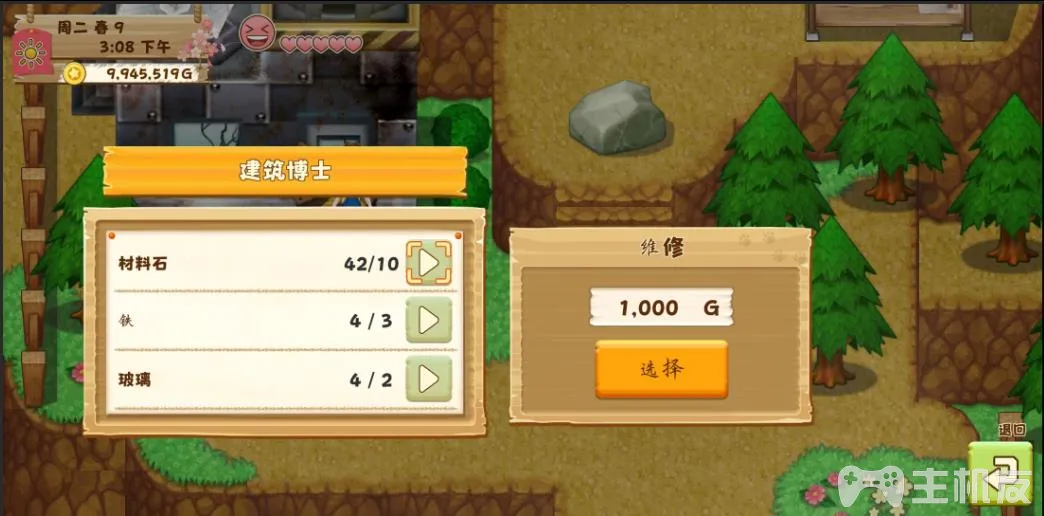 周二 春 9
3:08 下午
9,945,519G
建筑博士
材料石 42/10
铁 4 / 3
玻璃 4 / 2
维修
1,000 G
选择
退回
主机友